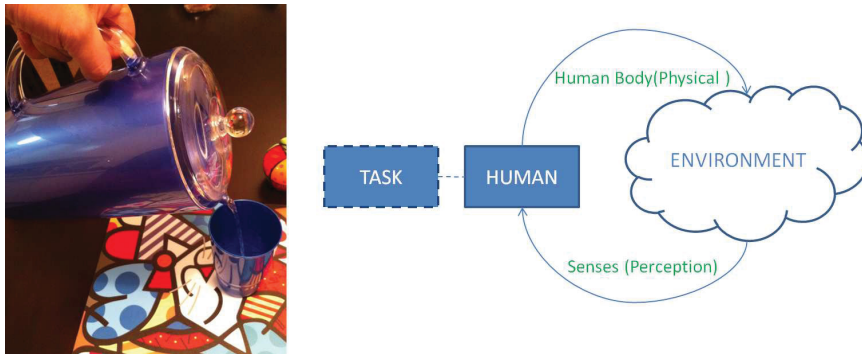 Human Body(Physical )
ENVIRONMENT
TASK
HUMAN
Senses (Perception)